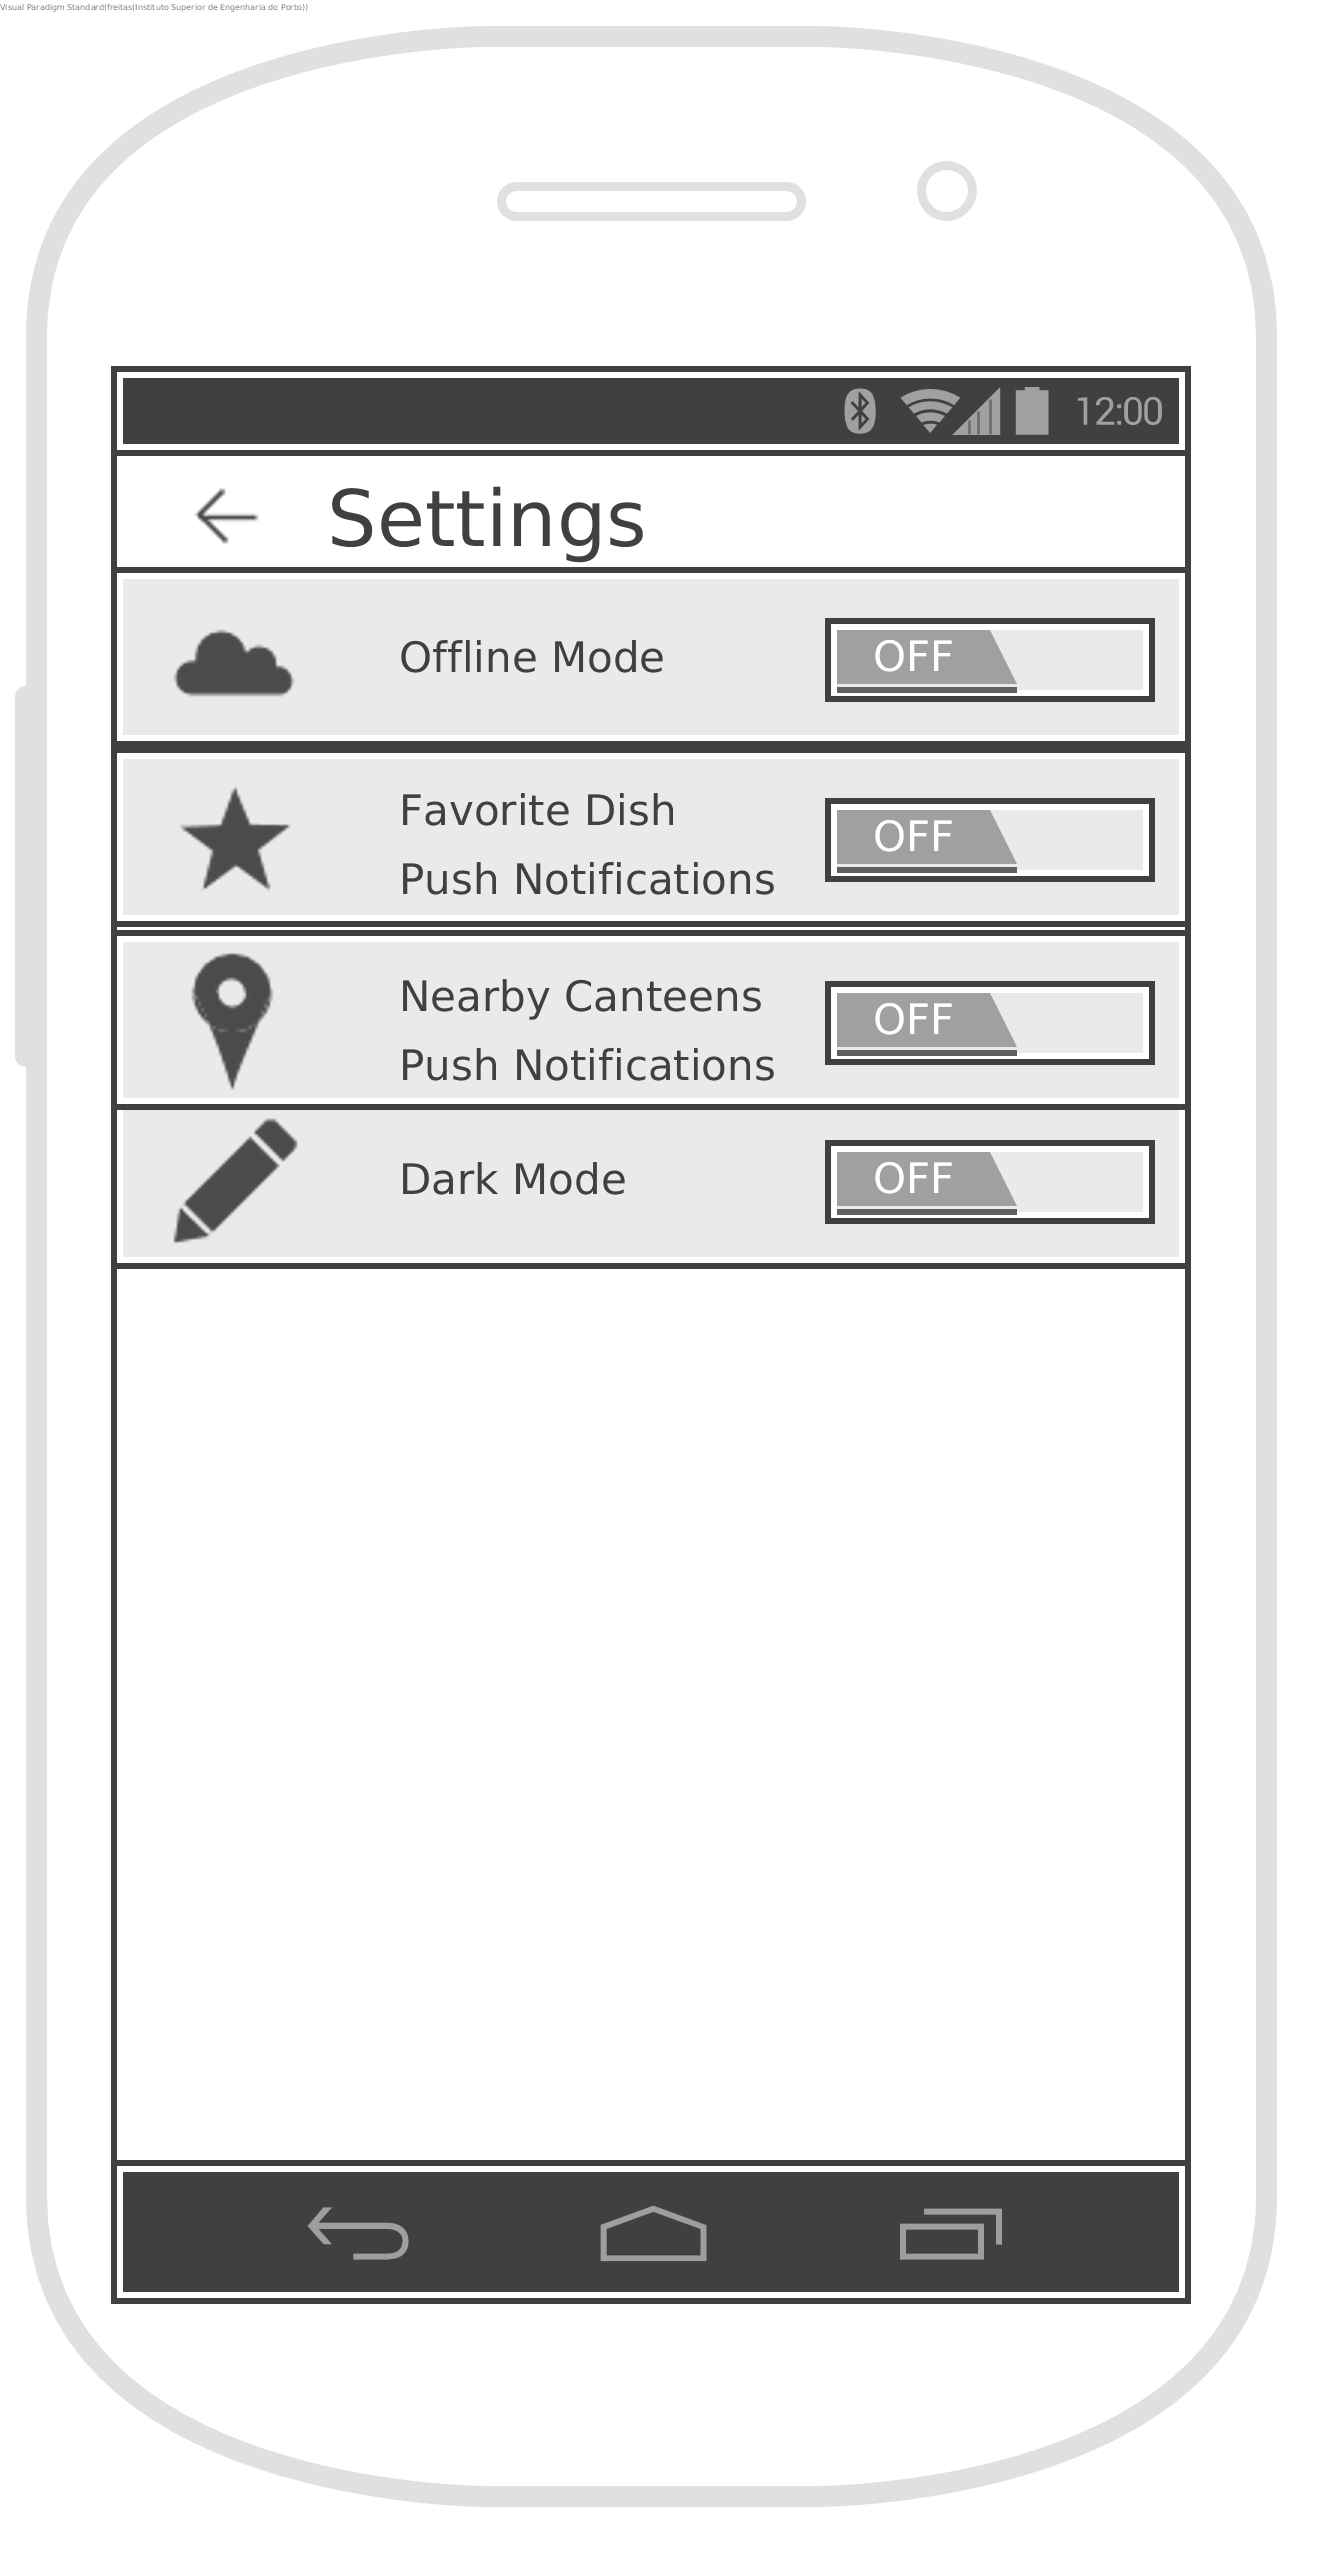 Visual Paradigm Standard(freitas(Instituto Superior de Engenharia do Porto))
12:00
Settings
Offline Mode
OFF
Favorite Dish
Push Notifications
OFF
Nearby Canteens
Push Notifications
OFF
Dark Mode
OFF